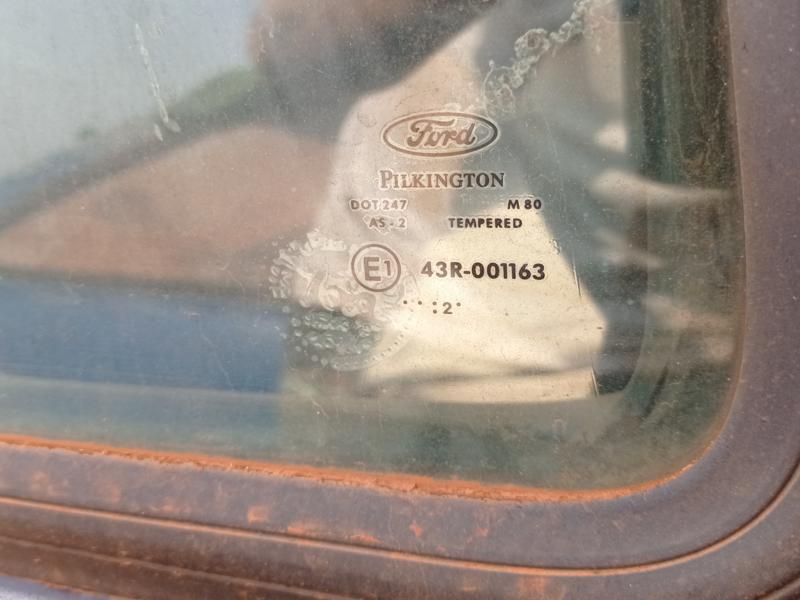 Ford
PILKINGTON
DOT 247 M 80
AS-2 TEMPERED
E1 43R-001163
.. :2.